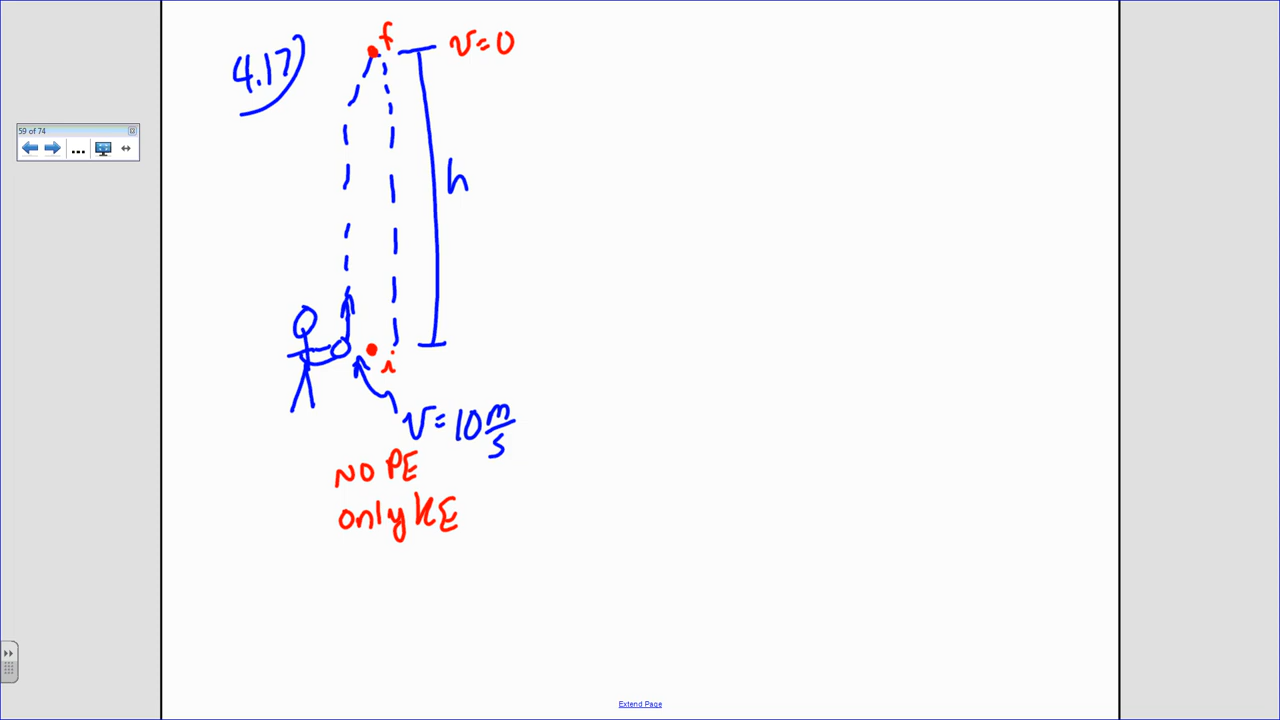 4.17)
f
v=0
59 of 74
...
h
i
V=10 m/s
NO PE
only KE
Extend Page